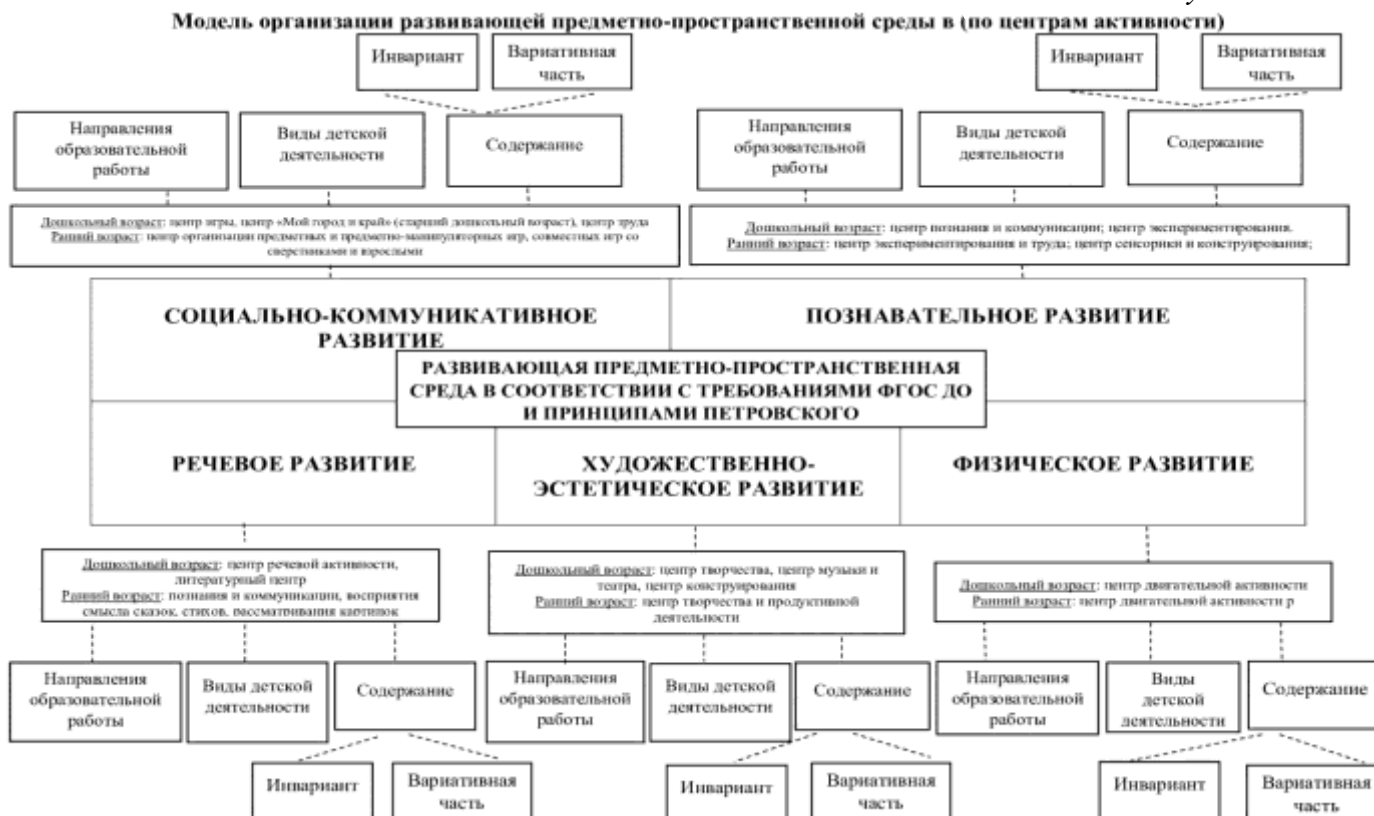 Модель организации развивающей предметно-пространственной среды в (по центрам активности)
Инвариант
Вариативная
часть
Инвариант
Вариативная
часть
Направления
образовательной
работы
Виды детской
деятельности
Содержание
Направления
образовательной
работы
Виды детской
деятельности
Содержание
Дошкольный возраст: центр игры, центр «Мой город и край» (старший дошкольный возраст), центр труда
Ранний возраст: центр организации предметных и предметно-манипуляторных игр, совместных игр со
сверстниками и взрослыми
Дошкольный возраст: центр познания и коммуникации; центр экспериментирования.
Ранний возраст: центр экспериментирования и труда; центр сенсорики и конструирования;
СОЦИАЛЬНО-КОММУНИКАТИВНОЕ
РАЗВИТИЕ
ПОЗНАВАТЕЛЬНОЕ РАЗВИТИЕ
РАЗВИВАЮЩАЯ ПРЕДМЕТНО-ПРОСТРАНСТВЕННАЯ
СРЕДА В СООТВЕТСТВИИ С ТРЕБОВАНИЯМИ ФГОС ДО
И ПРИНЦИПАМИ ПЕТРОВСКОГО
РЕЧЕВОЕ РАЗВИТИЕ
ХУДОЖЕСТВЕННО-
ЭСТЕТИЧЕСКОЕ РАЗВИТИЕ
ФИЗИЧЕСКОЕ РАЗВИТИЕ
Дошкольный возраст: центр речевой активности,
литературный центр
Ранний возраст: познания и коммуникации, восприятия
смысла сказок, стихов, рассматривания картинок
Дошкольный возраст: центр творчества, центр музыки и
театра, центр конструирования
Ранний возраст: центр творчества и продуктивной
деятельности
Дошкольный возраст: центр двигательной активности
Ранний возраст: центр двигательной активности р
Направления
образовательной
работы
Виды детской
деятельности
Содержание
Направления
образовательной
работы
Виды детской
деятельности
Содержание
Направления
образовательной
работы
Виды
детской
деятельности
Содержание
Инвариант
Вариативная
часть
Инвариант
Вариативная
часть
Инвариант
Вариативная
часть